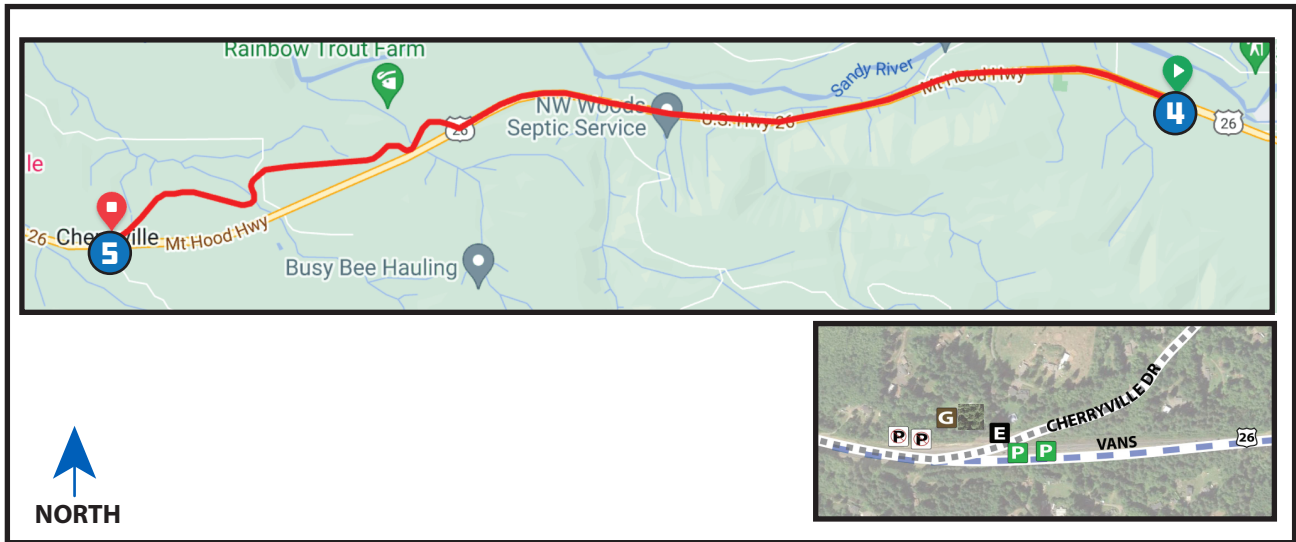 Rainbow Trout Farm
Sandy River
Mt Hood Hwy
4
26
NW Woods
Septic Service
U.S. Hwy 26
26
le
26
Cherryville
5
Mt Hood Hwy
Busy Bee Hauling
NORTH
CHERRYVILLE DR
G
E
P
P
P
P
VANS
26